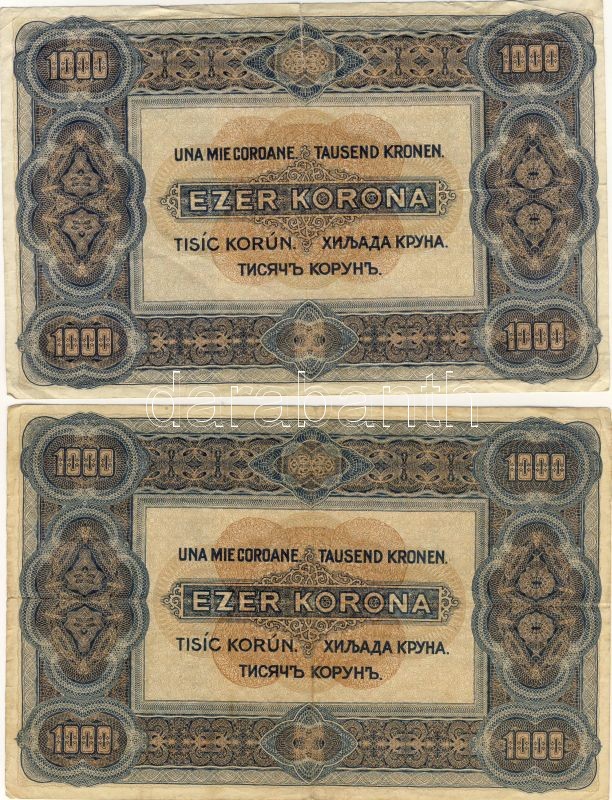 1000 1000
UNA MIE COROANE. TAUSEND KRONEN.
EZER KORONA
TISÍC KORÚN. ХИЉАДА КРУНА.
ТИСЯЧЪ КОРУНЪ.
1000 1000
darabanth
1000 1000
UNA MIE COROANE. TAUSEND KRONEN.
EZER KORONA
TISÍC KORÚN. ХИЉАДА КРУНА.
ТИСЯЧЪ КОРУНЪ.
1000 1000